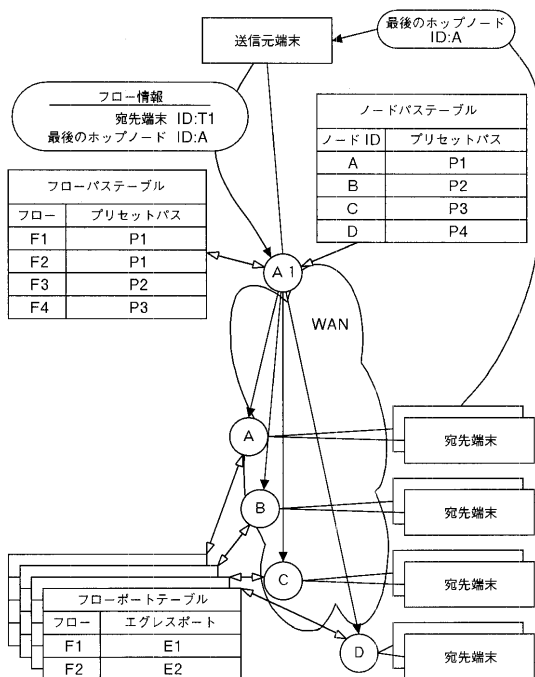 送信元端末
最後のホップノード
ID:A
フロー情報
宛先端末 ID:T1
最後のホップノード ID:A
ノードパステーブル
ノード ID プリセットパス
A P1
B P2
C P3
D P4
フローパステーブル
フロー プリセットパス
F1 P1
F2 P1
F3 P2
F4 P3
A 1
WAN
A
宛先端末
B
宛先端末
C
宛先端末
D
宛先端末
フローポートテーブル
フロー エグレスポート
F1 E1
F2 E2